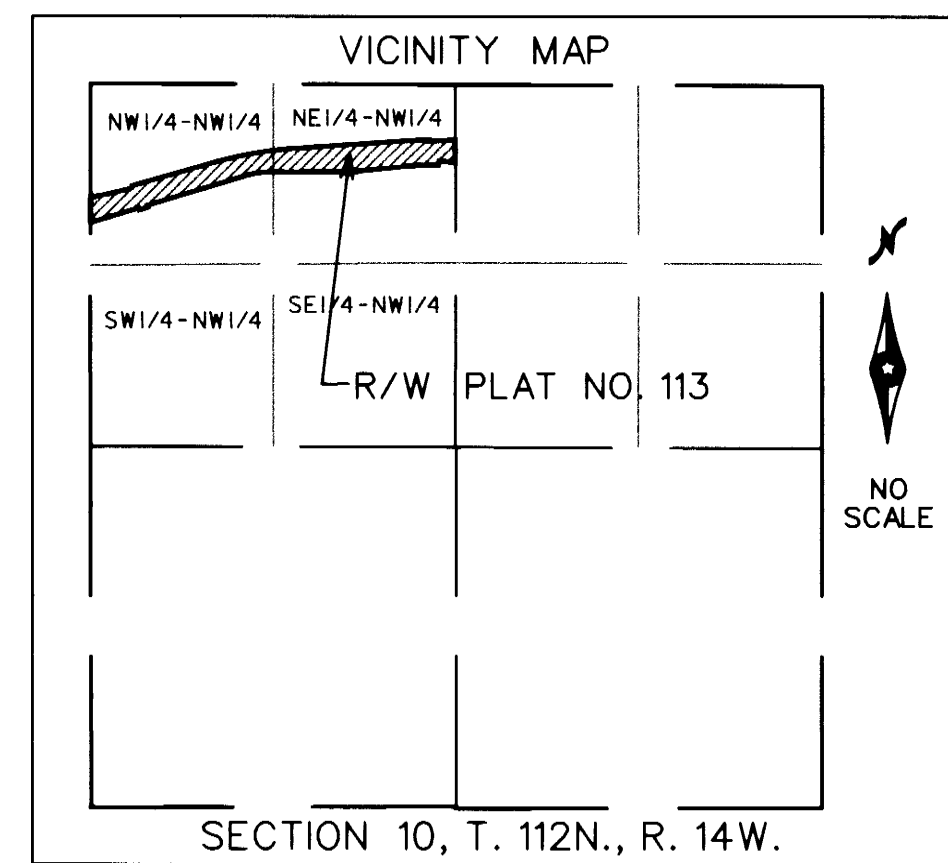 VICINITY MAP
NW1/4-NW1/4
NE1/4-NW1/4
N
SW1/4-NW1/4
SE1/4-NW1/4
R/W PLAT NO. 113
NO
SCALE
SECTION 10, T. 112N., R. 14W.